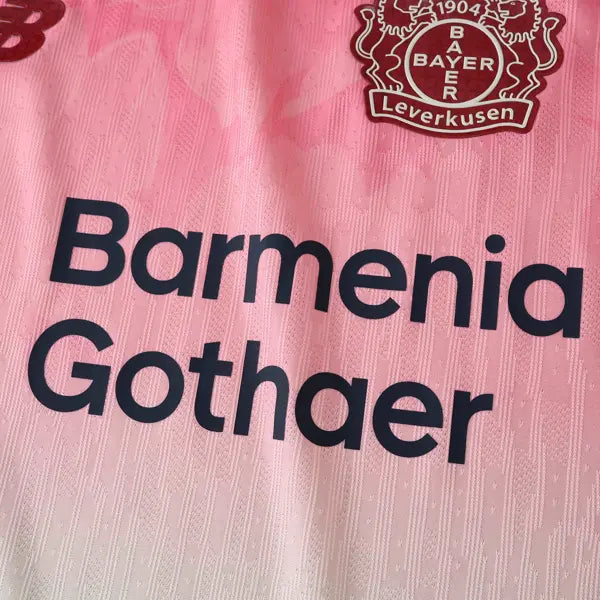 1904
BAYER
BAYER
Leverkusen
Barmenia
Gothaer